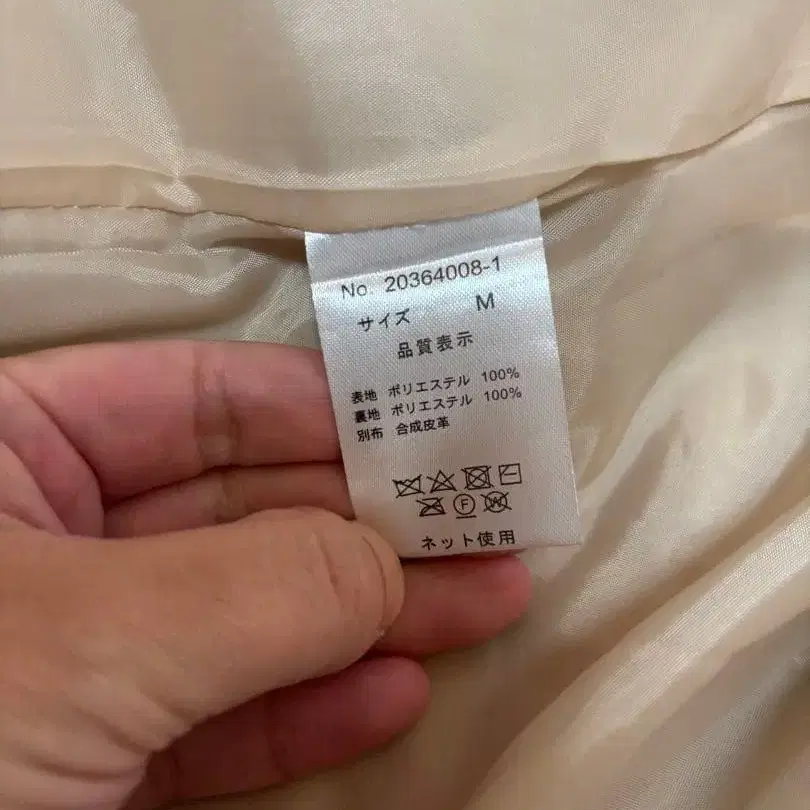 No. 20364008-1
サイズ M
品質表示
表地 ポリエステル 100%
裏地 ポリエステル 100%
別布 合成皮革
F W
ネット使用